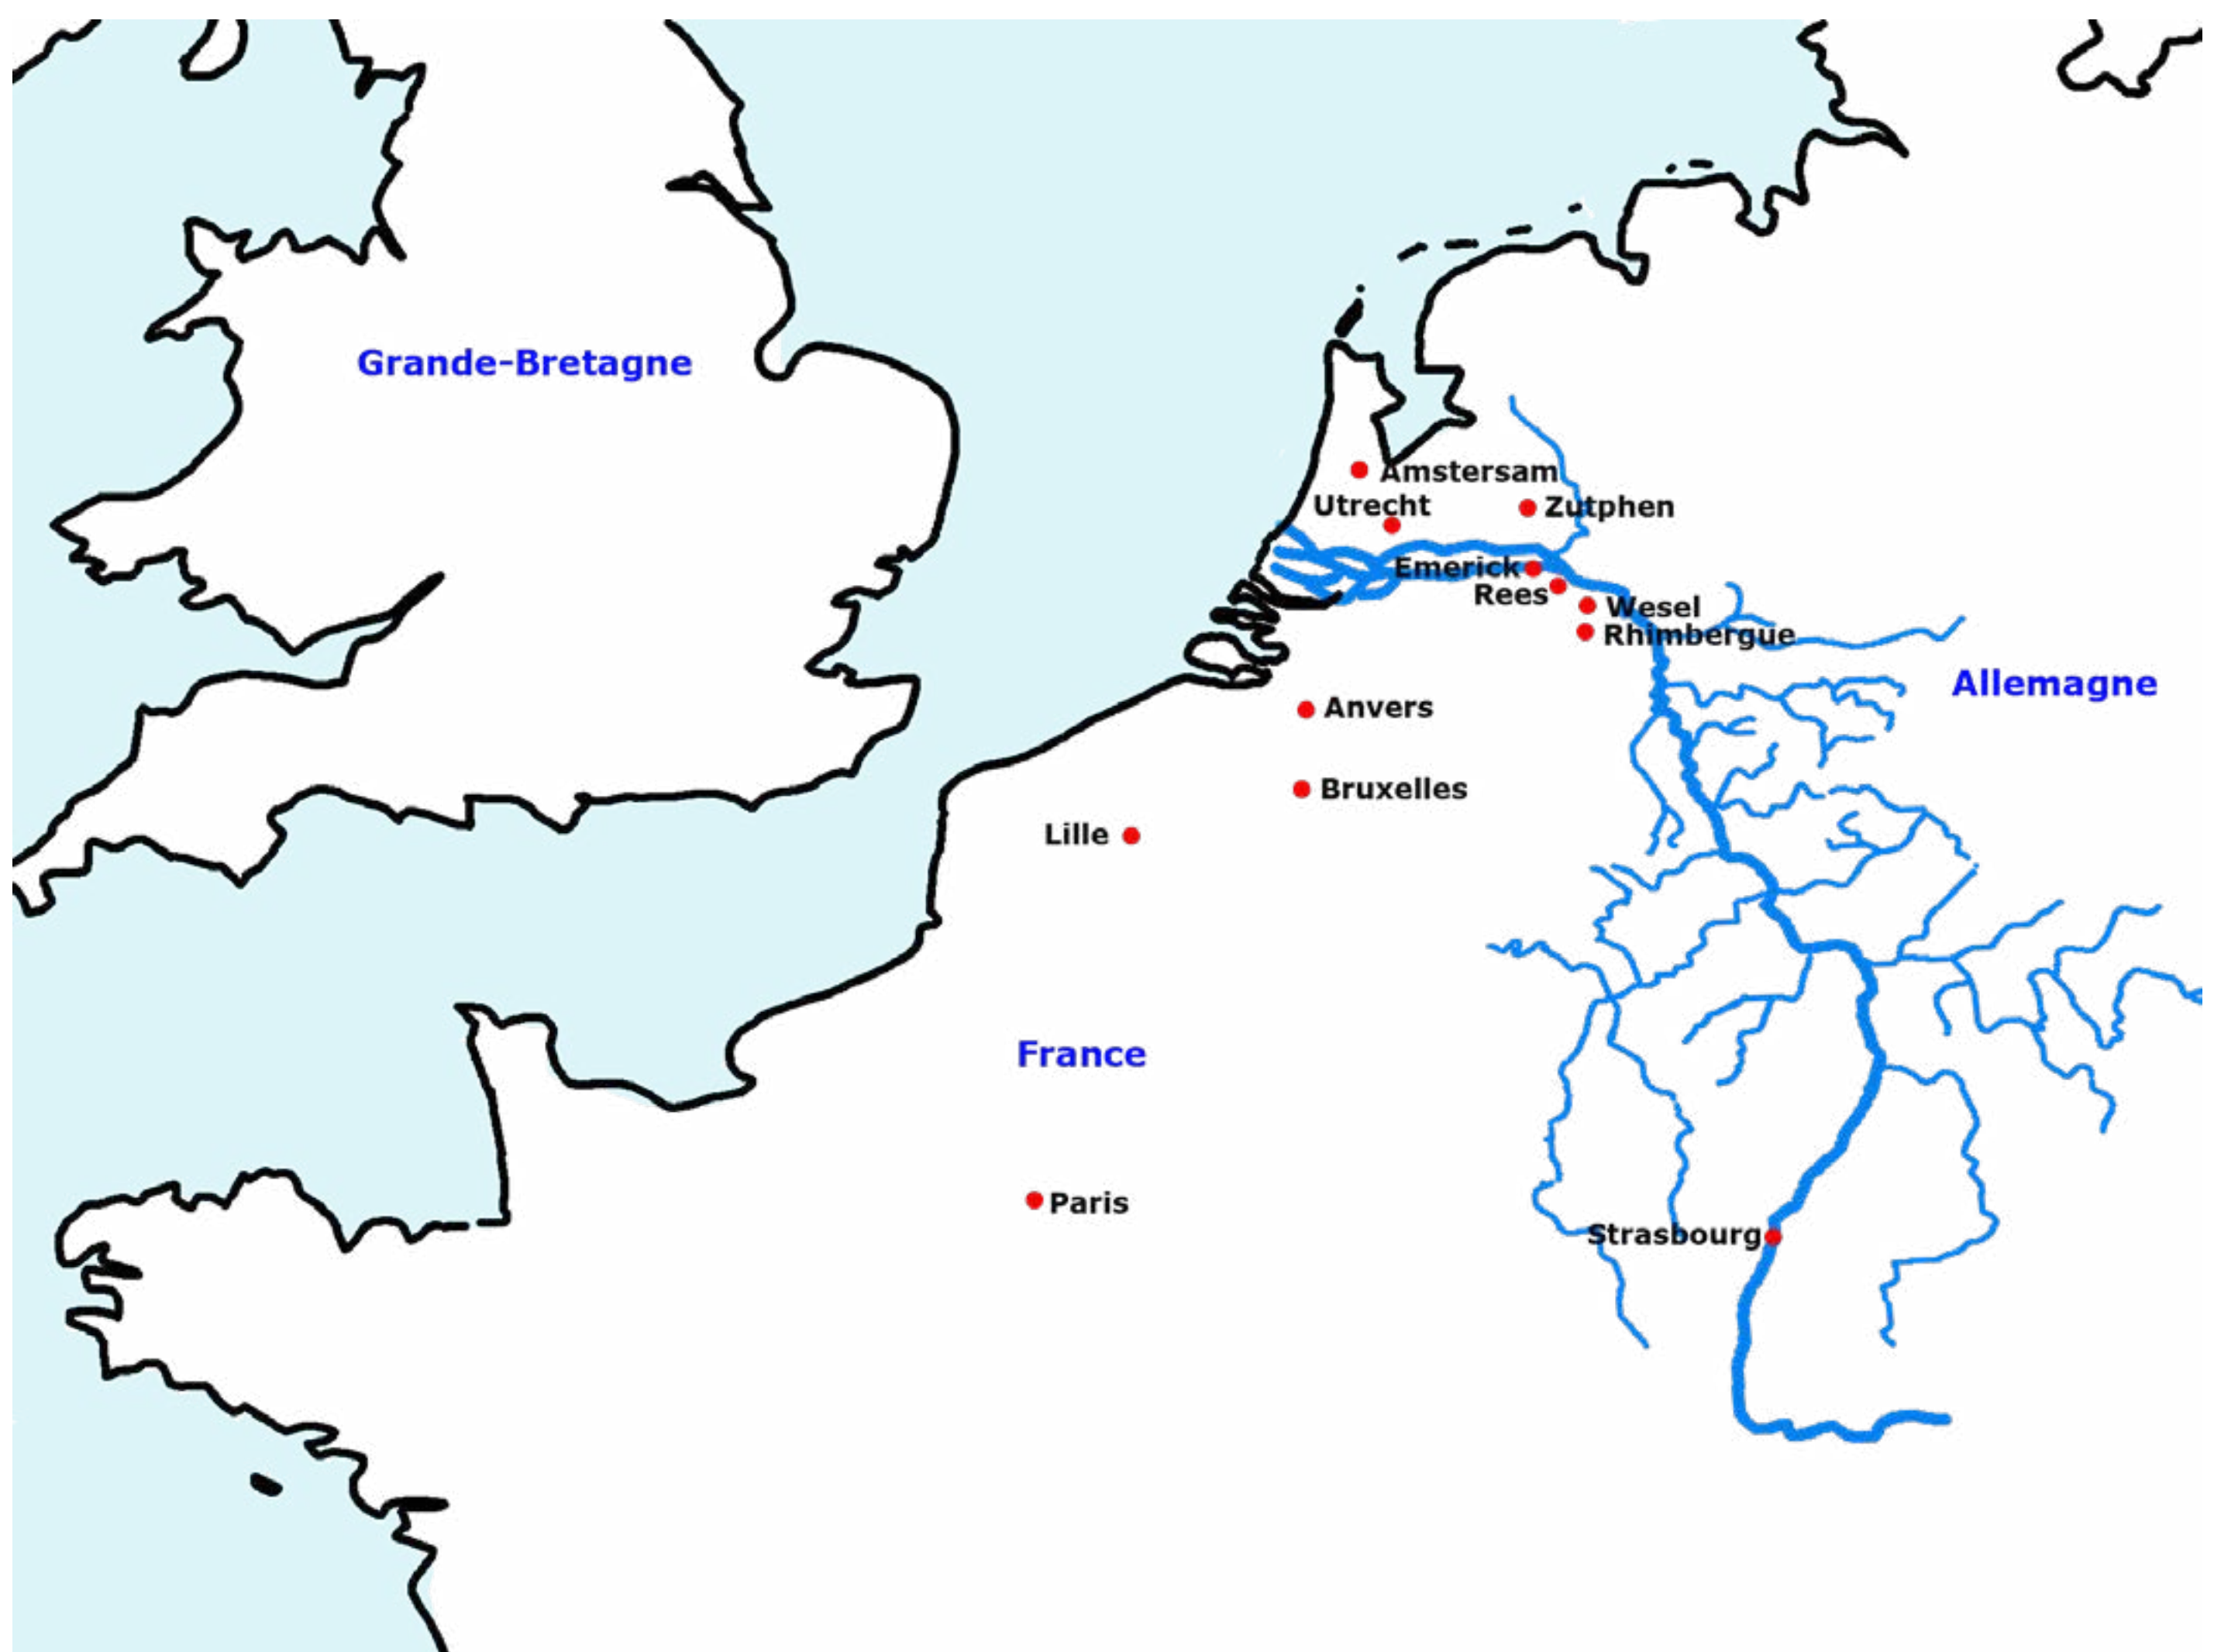 Grande-Bretagne
Amstersam
Utrecht
Zutphen
Emerick
Rees
Wesel
Rhimbergue
Allemagne
Anvers
Bruxelles
Lille
France
Paris
Strasbourg